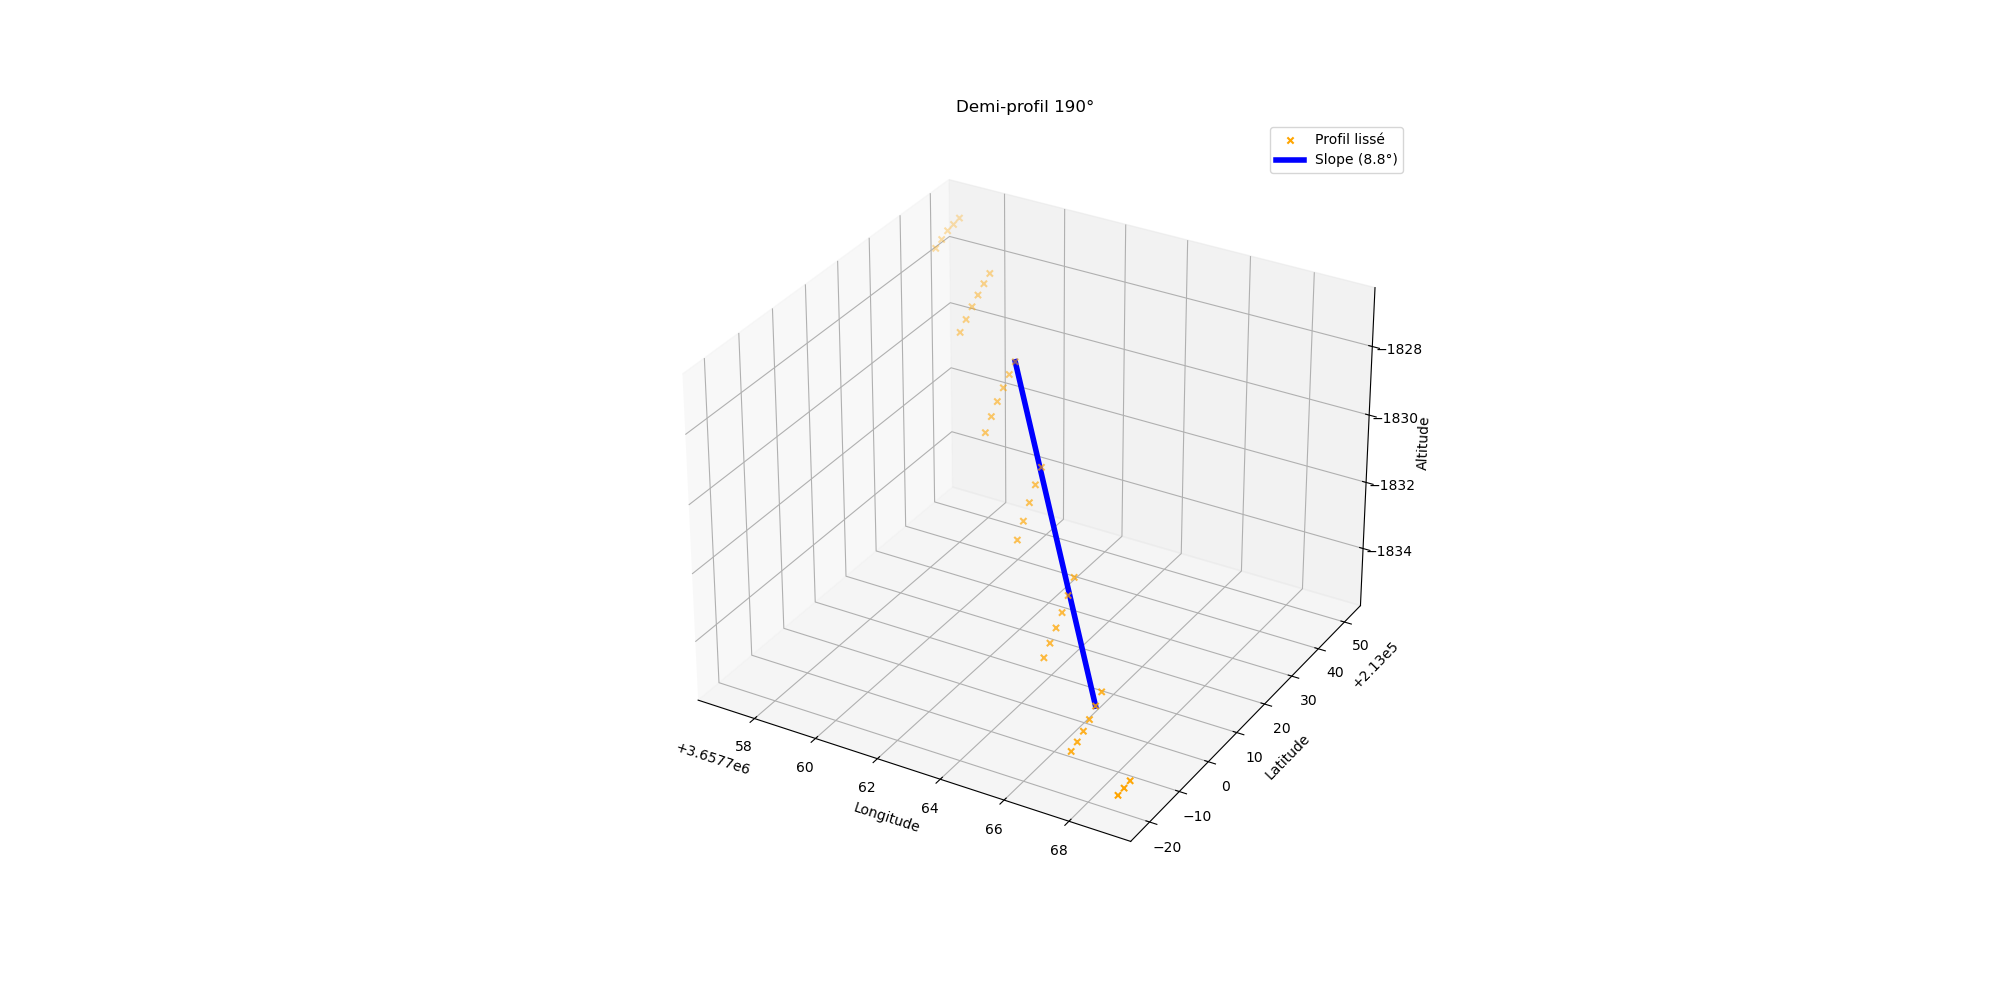 Demi-profil 190°
Profil lissé
Slope (8.8°)
−1828
−1830
−1832
−1834
Altitude
50
40
30
20
10
0
−10
−20
+2.13e5
Latitude
58
60
62
64
66
68
+3.6577e6
Longitude